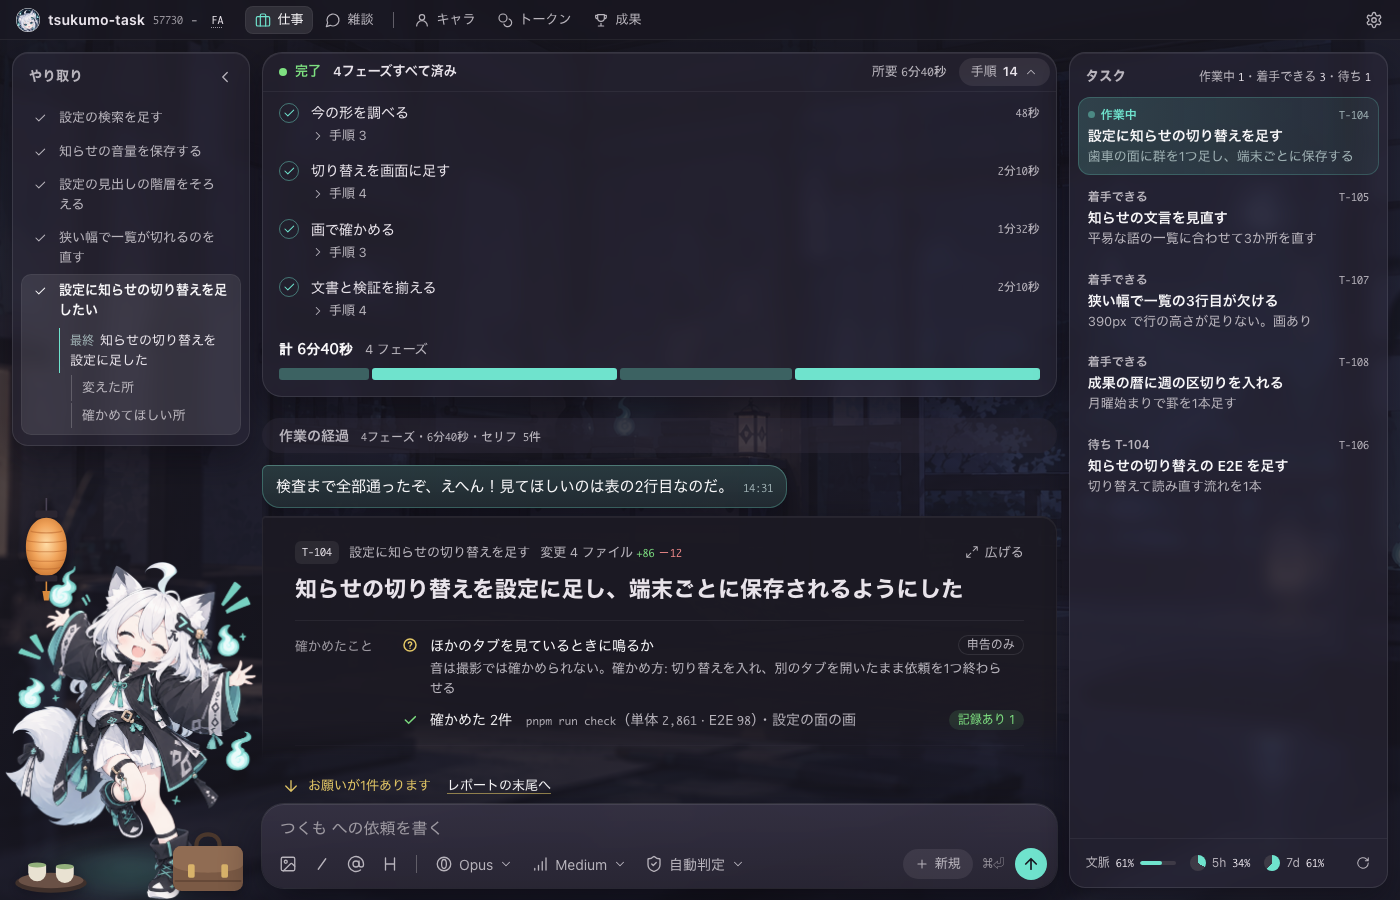 tsukumo-task 57730 - FA 仕事 雑談 キャラ トークン 成果
やり取り
設定の検索を足す
知らせの音量を保存する
設定の見出しの階層をそろ
える
狭い幅で一覧が切れるのを
直す
設定に知らせの切り替えを足
したい
最終 知らせの切り替えを
設定に足した
変えた所
確かめてほしい所
完了 4フェーズすべて済み 所要 6分40秒 手順 14
今の形を調べる 48秒
手順 3
切り替えを画面に足す 2分10秒
手順 4
画で確かめる 1分32秒
手順 3
文書と検証を揃える 2分10秒
手順 4
計 6分40秒 4 フェーズ
作業の経過 4フェーズ・6分40秒・セリフ 5件
検査まで全部通ったぞ、えへん！見てほしいのは表の2行目なのだ。 14:31
T-104 設定に知らせの切り替えを足す 変更 4 ファイル +86 −12 広げる
知らせの切り替えを設定に足し、端末ごとに保存されるようにした
確かめたこと ほかのタブを見ているときに鳴るか 申告のみ
音は撮影では確かめられない。確かめ方: 切り替えを入れ、別のタブを開いたまま依頼を1つ終わら
せる
確かめた 2件 pnpm run check（単体 2,861・E2E 98）・設定の面の画 記録あり 1
お願いが1件あります レポートの末尾へ
つくも への依頼を書く
/ @ H Opus Medium 自動判定 + 新規 ⌘⏎
タスク 作業中 1・着手できる 3・待ち 1
作業中 T-104
設定に知らせの切り替えを足す
歯車の面に群を1つ足し、端末ごとに保存する
着手できる T-105
知らせの文言を見直す
平易な語の一覧に合わせて3か所を直す
着手できる T-107
狭い幅で一覧の3行目が欠ける
390px で行の高さが足りない。画あり
着手できる T-108
成果の暦に週の区切りを入れる
月曜始まりで罫を1本足す
待ち T-104 T-106
知らせの切り替えの E2E を足す
切り替えて読み直す流れを1本
文脈 61% 5h 34% 7d 61%